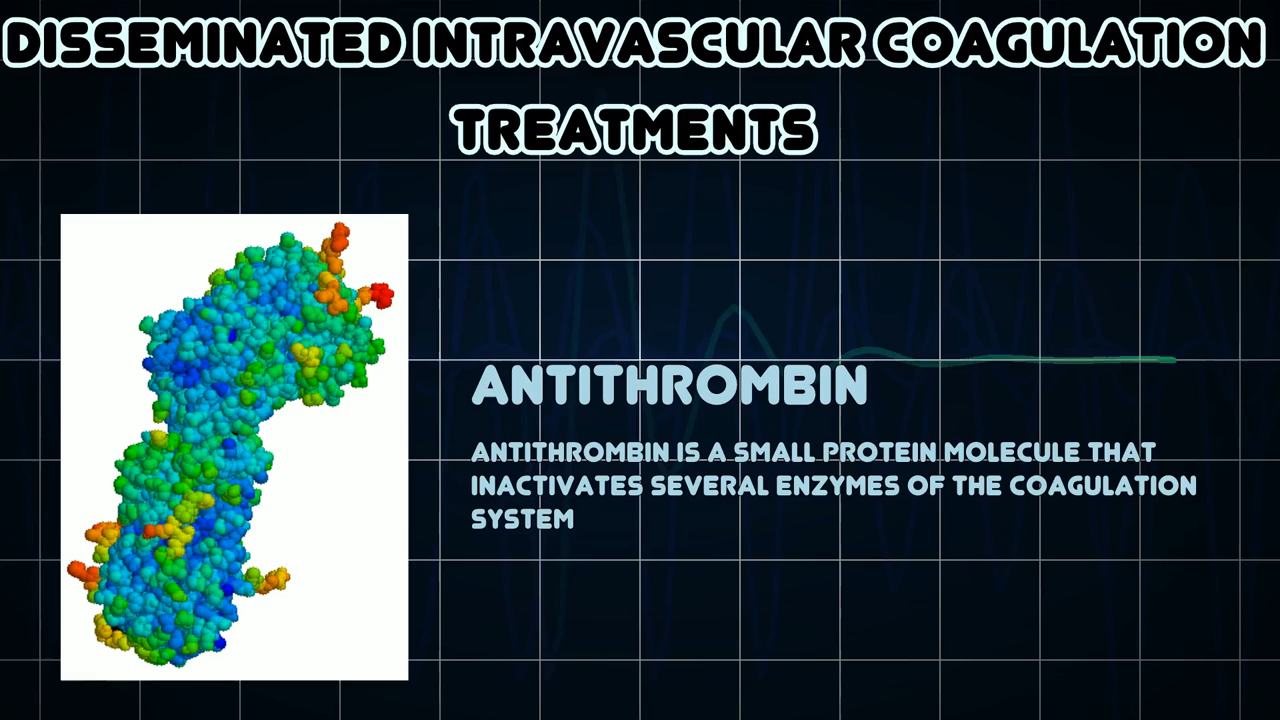 DISSEMINATED INTRAVASCULAR COAGULATION
TREATMENTS
ANTITHROMBIN
ANTITHROMBIN IS A SMALL PROTEIN MOLECULE THAT
INACTIVATES SEVERAL ENZYMES OF THE COAGULATION
SYSTEM